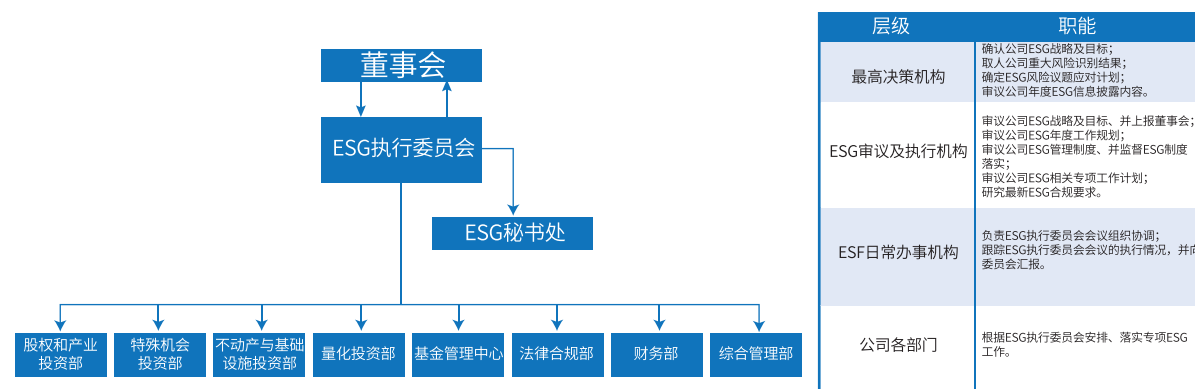 董事会
ESG执行委员会
ESG秘书处
股权和产业
投资部
特殊机会
投资部
不动产与基础
设施投资部
量化投资部
基金管理中心
法律合规部
财务部
综合管理部
层级
职能
最高决策机构
确认公司ESG战略及目标；
取人公司重大风险识别结果；
确定ESG风险议题应对计划；
审议公司年度ESG信息披露内容。
ESG审议及执行机构
审议公司ESG战略及目标、并上报董事会；
审议公司ESG年度工作规划；
审议公司ESG管理制度、并监督ESG制度
落实；
审议公司ESG相关专项工作计划；
研究最新ESG合规要求。
ESF日常办事机构
负责ESG执行委员会会议组织协调；
跟踪ESG执行委员会会议的执行情况，并向
委员会汇报。
公司各部门
根据ESG执行委员会安排、落实专项ESG
工作。